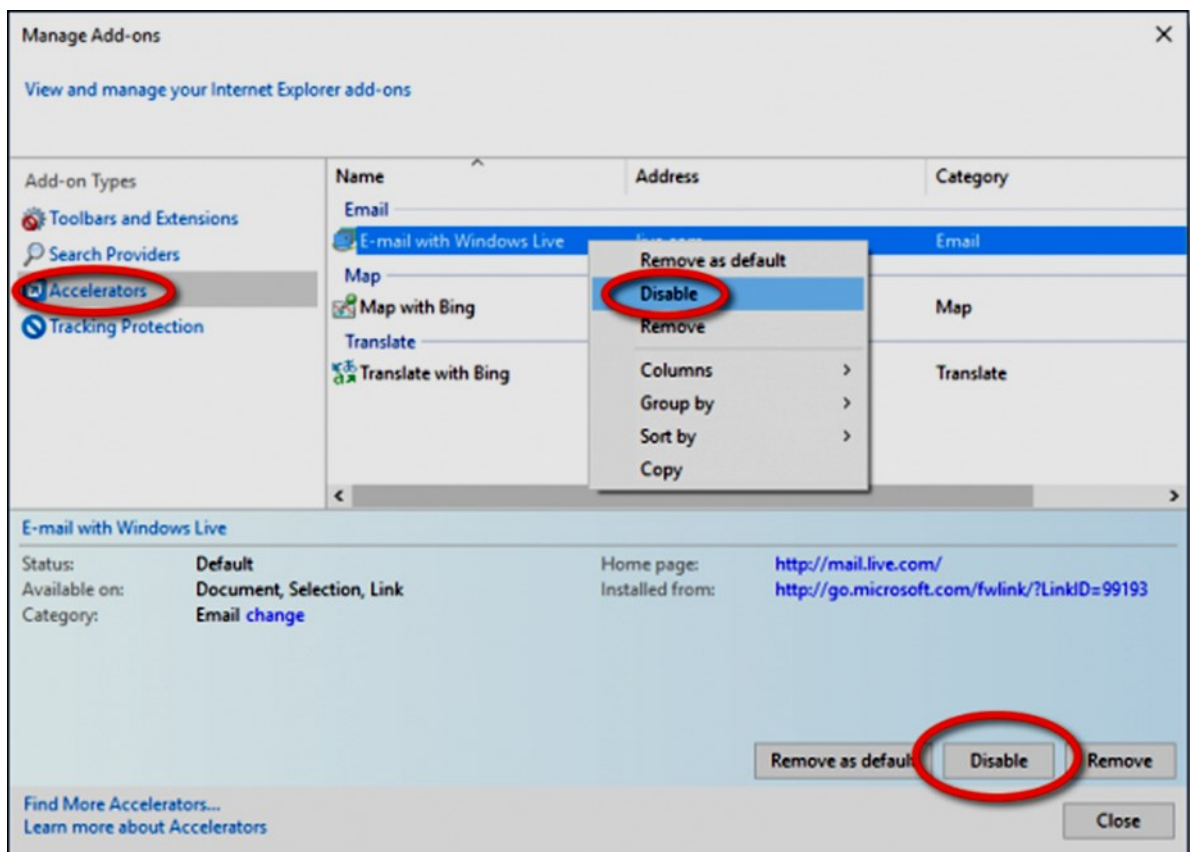 Manage Add-ons
View and manage your Internet Explorer add-ons
Add-on Types
Toolbars and Extensions
Search Providers
Accelerators
Tracking Protection
Name Address Category
Email
E-mail with Windows Live Email
Map
Map with Bing Map
Translate
Translate with Bing Translate
Remove as default
Disable
Remove
Columns
Group by
Sort by
Copy
E-mail with Windows Live
Status: Default
Available on: Document, Selection, Link
Category: Email change
Home page: http://mail.live.com/
Installed from: http://go.microsoft.com/fwlink/?LinkID=99193
Remove as default Disable Remove
Find More Accelerators...
Learn more about Accelerators
Close